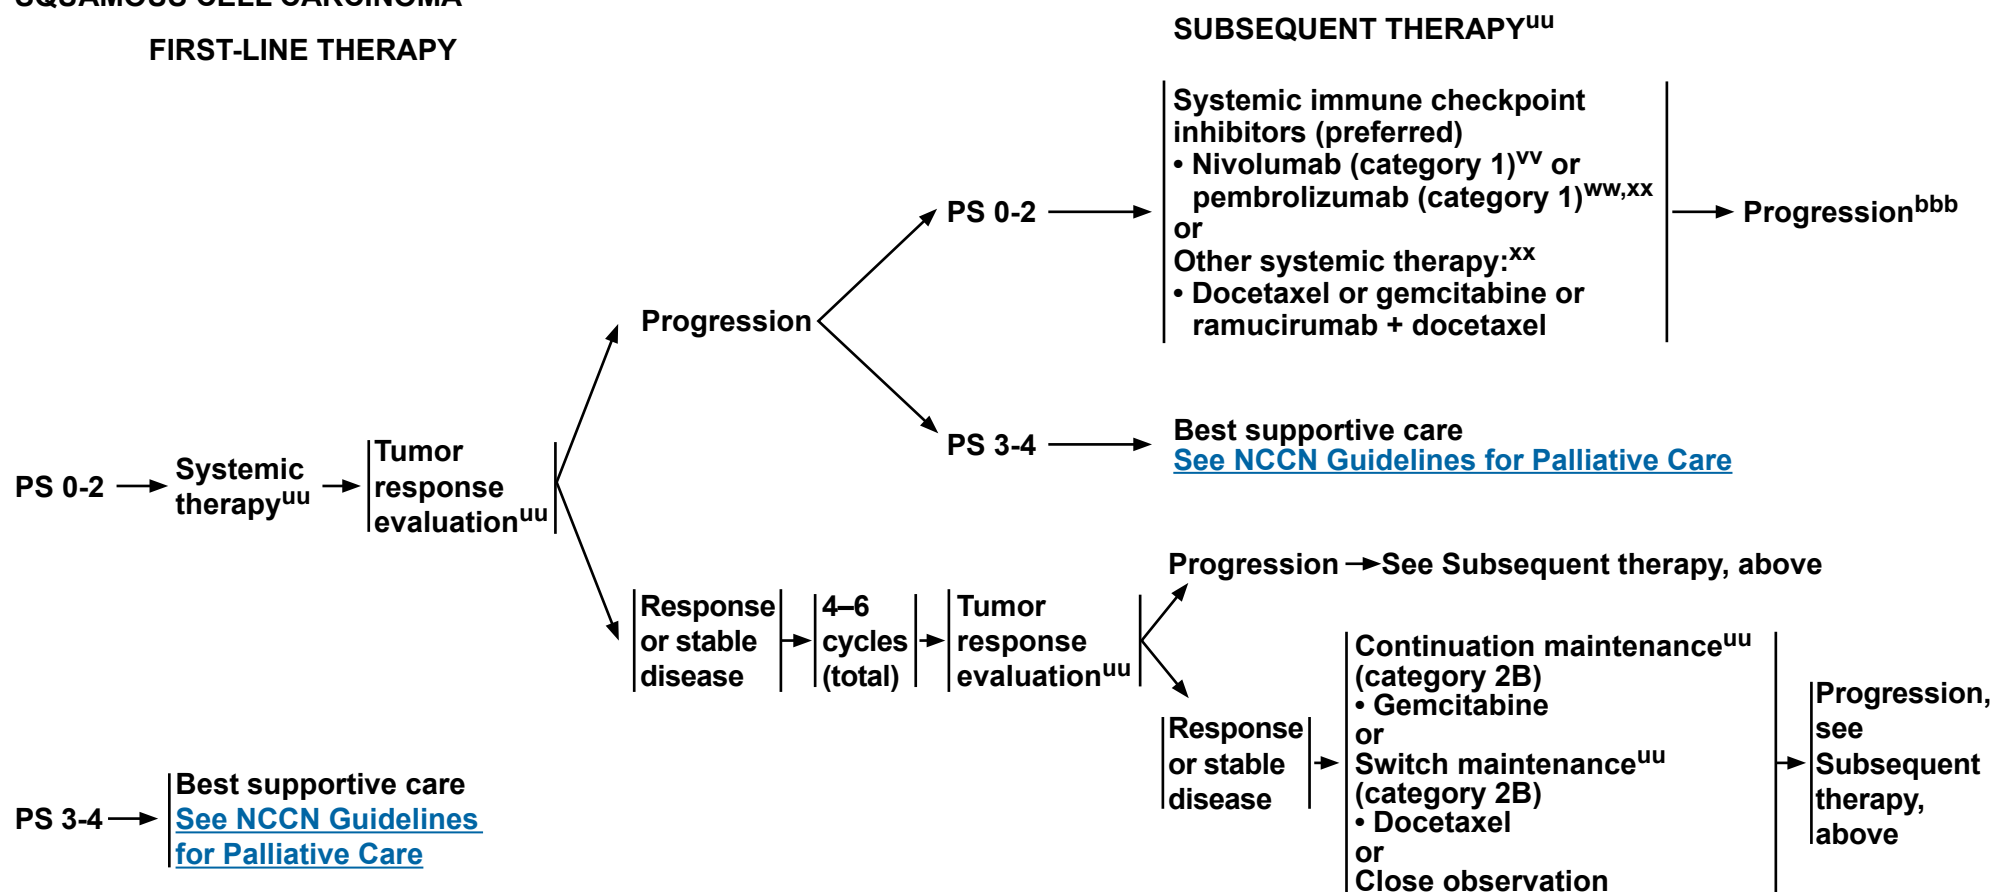 SQUAMOUS CELL CARCINOMA
FIRST-LINE THERAPY
SUBSEQUENT THERAPYuu
Systemic immune checkpoint
inhibitors (preferred)
• Nivolumab (category 1)vv or
pembrolizumab (category 1)ww,xx
or
Other systemic therapy:xx
• Docetaxel or gemcitabine or
ramucirumab + docetaxel
PS 0-2
Progressionbbb
Progression
PS 3-4
Best supportive care
See NCCN Guidelines for Palliative Care
PS 0-2
Systemic
therapyuu
Tumor
response
evaluationuu
Progression
See Subsequent therapy, above
Response
or stable
disease
4–6
cycles
(total)
Tumor
response
evaluationuu
Response
or stable
disease
Continuation maintenanceuu
(category 2B)
• Gemcitabine
or
Switch maintenanceuu
(category 2B)
• Docetaxel
or
Close observation
Progression,
see
Subsequent
therapy,
above
PS 3-4
Best supportive care
See NCCN Guidelines
for Palliative Care